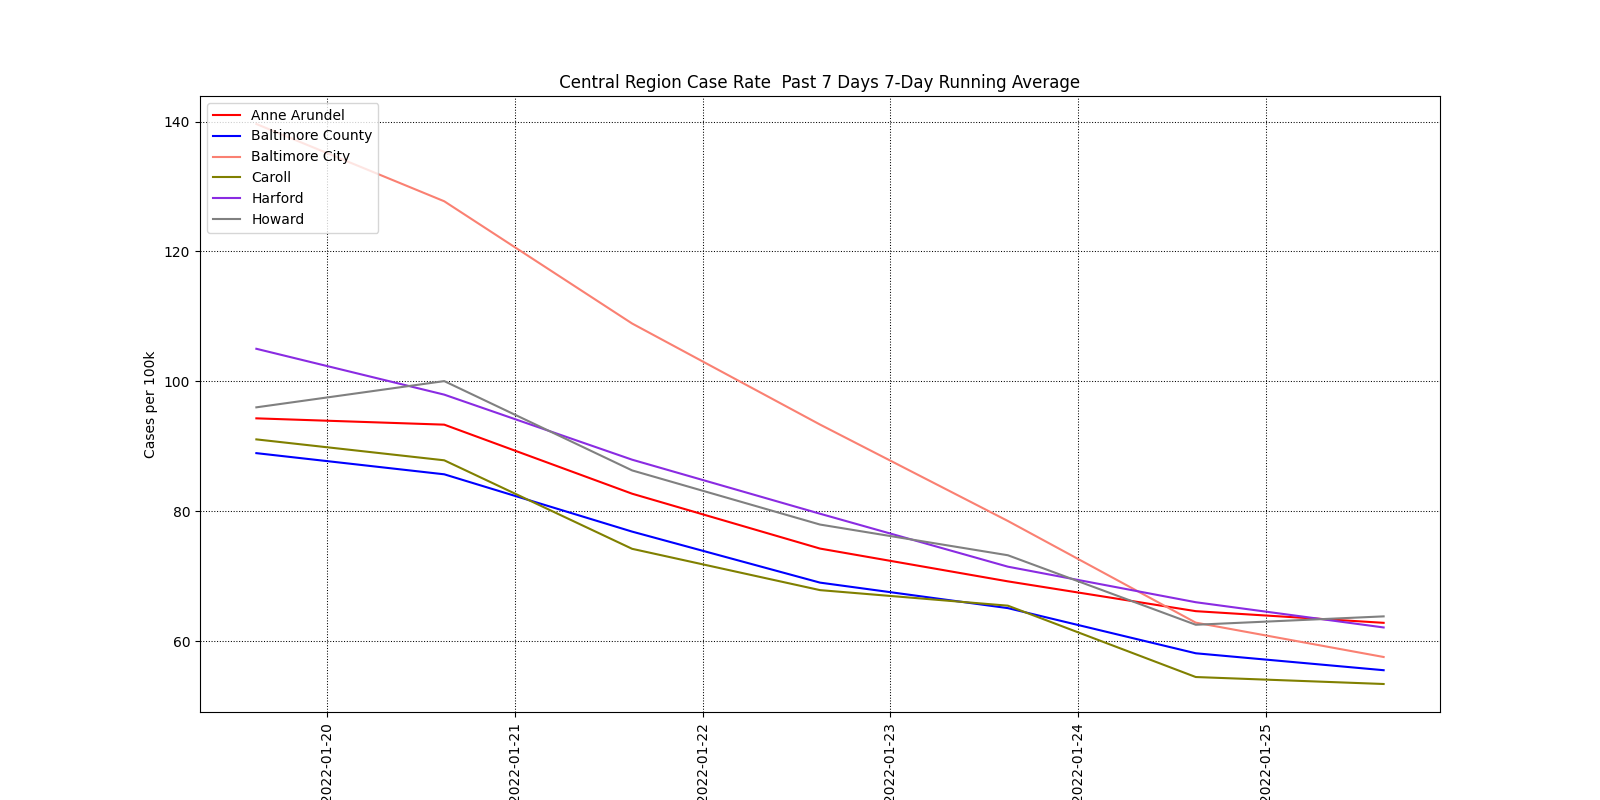 Central Region Case Rate  Past 7 Days 7-Day Running Average
Anne Arundel
Baltimore County
Baltimore City
Caroll
Harford
Howard
Cases per 100k
140
120
100
80
60
2022-01-20
2022-01-21
2022-01-22
2022-01-23
2022-01-24
2022-01-25